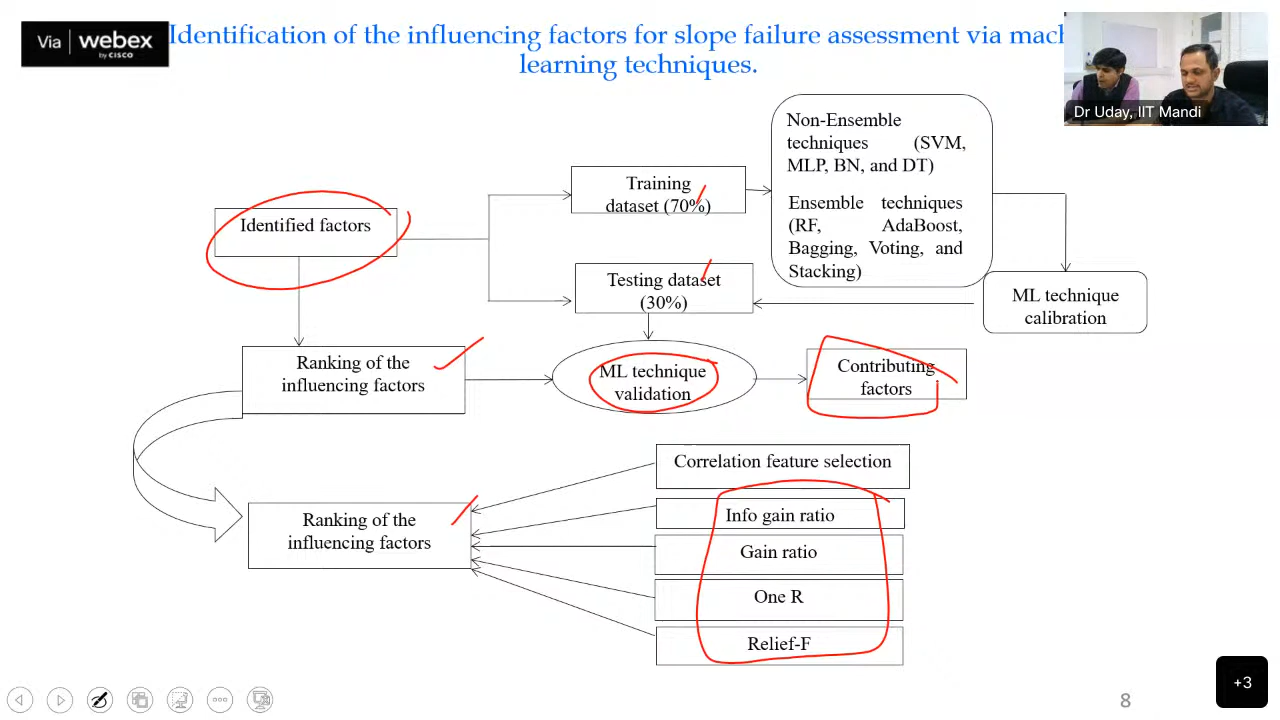 Via webex
by CISCO
Identification of the influencing factors for slope failure assessment via mach
learning techniques.
Dr Uday, IIT Mandi
Non-Ensemble
techniques (SVM,
MLP, BN, and DT)
Ensemble techniques
(RF, AdaBoost,
Bagging, Voting, and
Stacking)
Training
dataset (70%)
Identified factors
Testing dataset
(30%)
ML technique
calibration
Ranking of the
influencing factors
ML technique
validation
Contributing
factors
Correlation feature selection
Ranking of the
influencing factors
Info gain ratio
Gain ratio
One R
Relief-F
+3
8